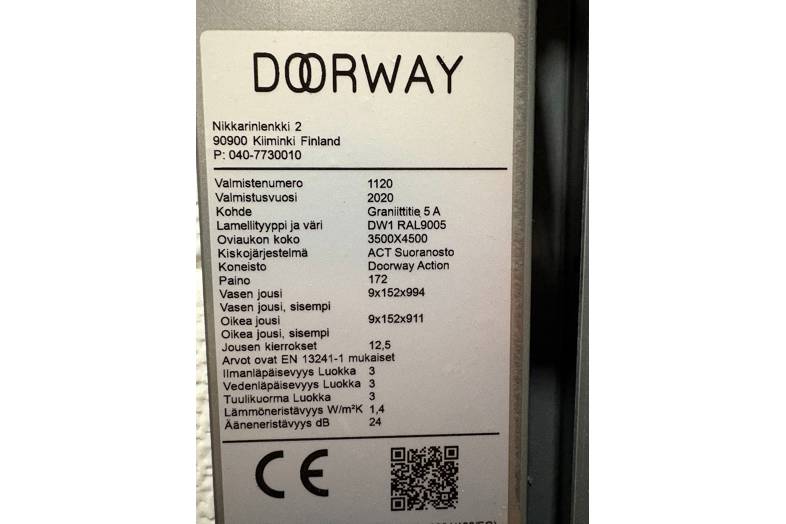 DOORWAY
Nikkarinlenkki 2
90900 Kiiminki Finland
P: 040-7730010
Valmistenumero 1120
Valmistusvuosi 2020
Kohde Graniittitie 5 A
Lamellityyppi ja väri DW1 RAL9005
Oviaukon koko 3500X4500
Kiskojärjestelmä ACT Suoranosto
Koneisto Doorway Action
Paino 172
Vasen jousi 9x152x994
Vasen jousi, sisempi
Oikea jousi 9x152x911
Oikea jousi, sisempi
Jousen kierrokset 12,5
Arvot ovat EN 13241-1 mukaiset
Ilmanläpäisevyys Luokka 3
Vedenläpäisevyys Luokka 3
Tuulikuorma Luokka 3
Lämmöneristävyys W/m²K 1,4
Ääneneristävyys dB 24
CE